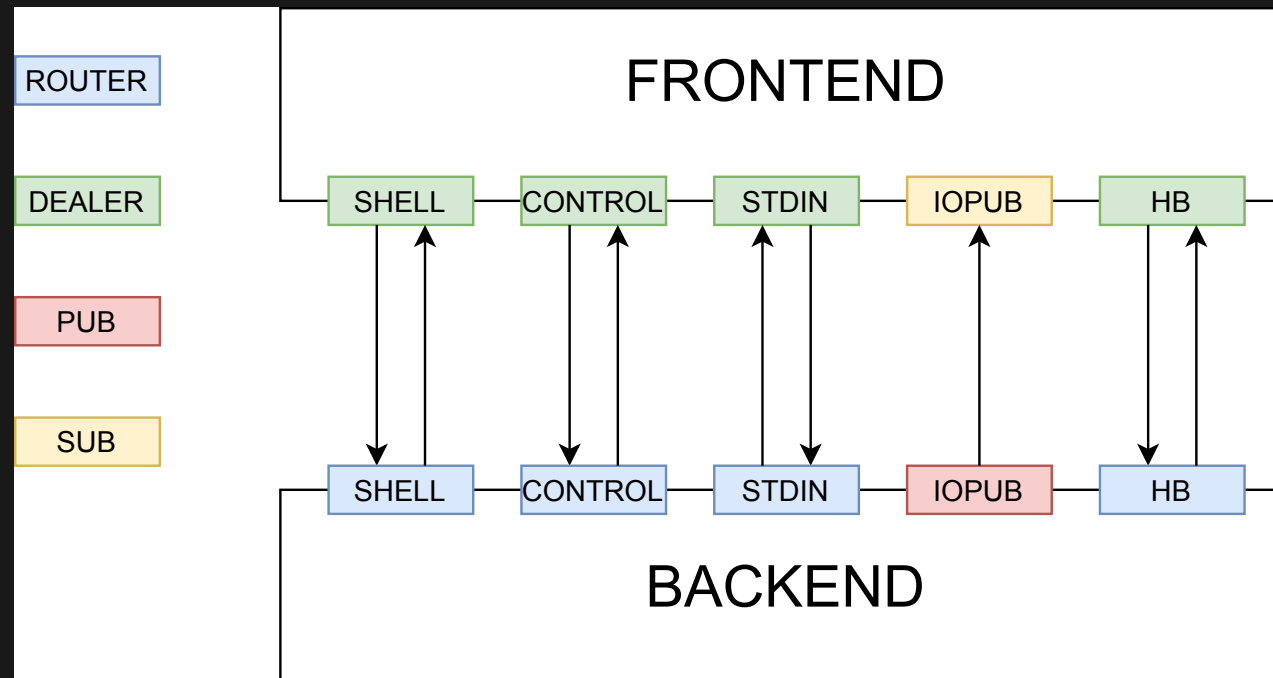 ROUTER
FRONTEND
DEALER
SHELL
CONTROL
STDIN
IOPUB
HB
PUB
SUB
SHELL
CONTROL
STDIN
IOPUB
HB
BACKEND